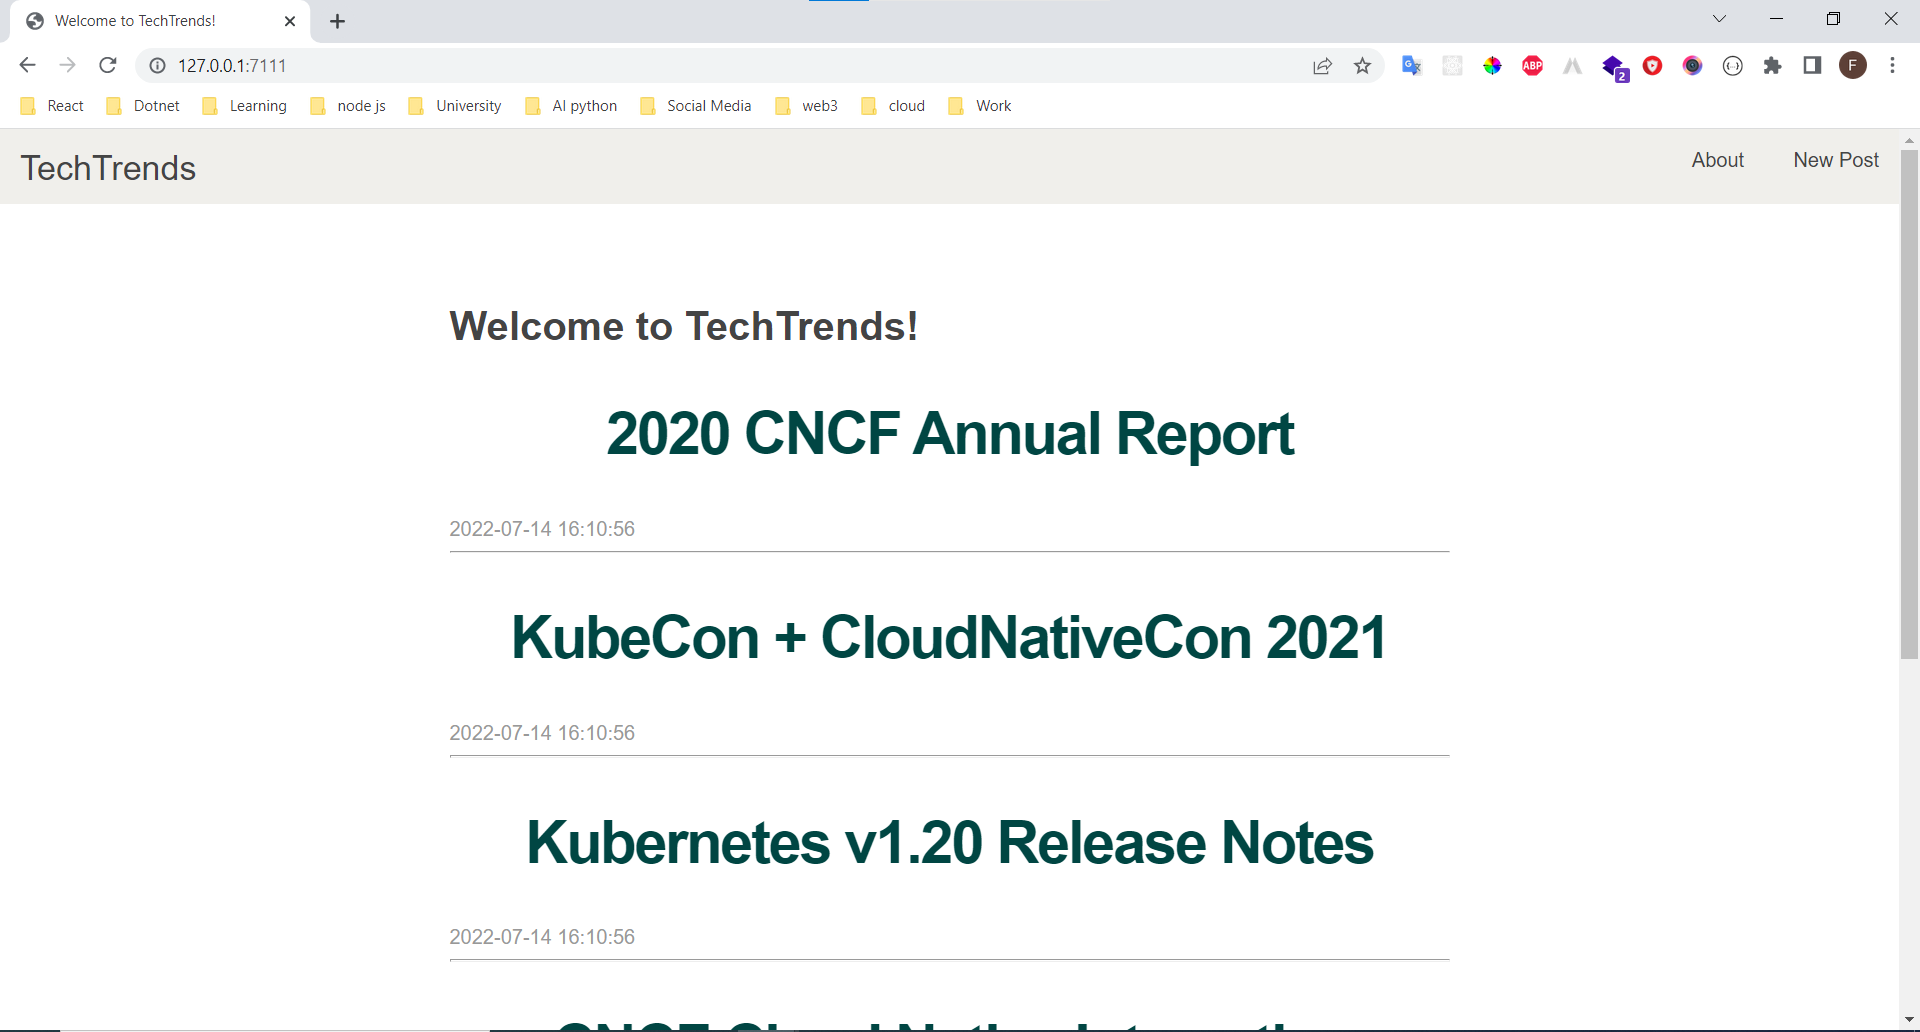 Welcome to TechTrends!
127.0.0.1:7111
ABP
2
F
React Dotnet Learning node js University AI python Social Media web3 cloud Work
TechTrends About New Post
Welcome to TechTrends!
2020 CNCF Annual Report
2022-07-14 16:10:56
KubeCon + CloudNativeCon 2021
2022-07-14 16:10:56
Kubernetes v1.20 Release Notes
2022-07-14 16:10:56